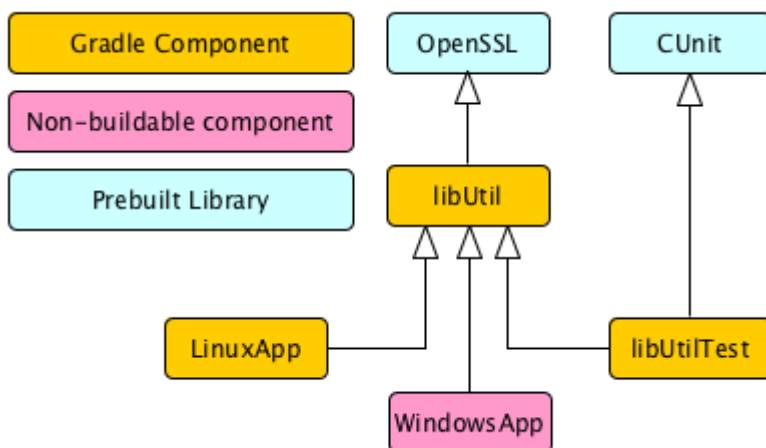 Gradle Component
OpenSSL
CUnit
Non-buildable component
Prebuilt Library
libUtil
LinuxApp
libUtilTest
WindowsApp